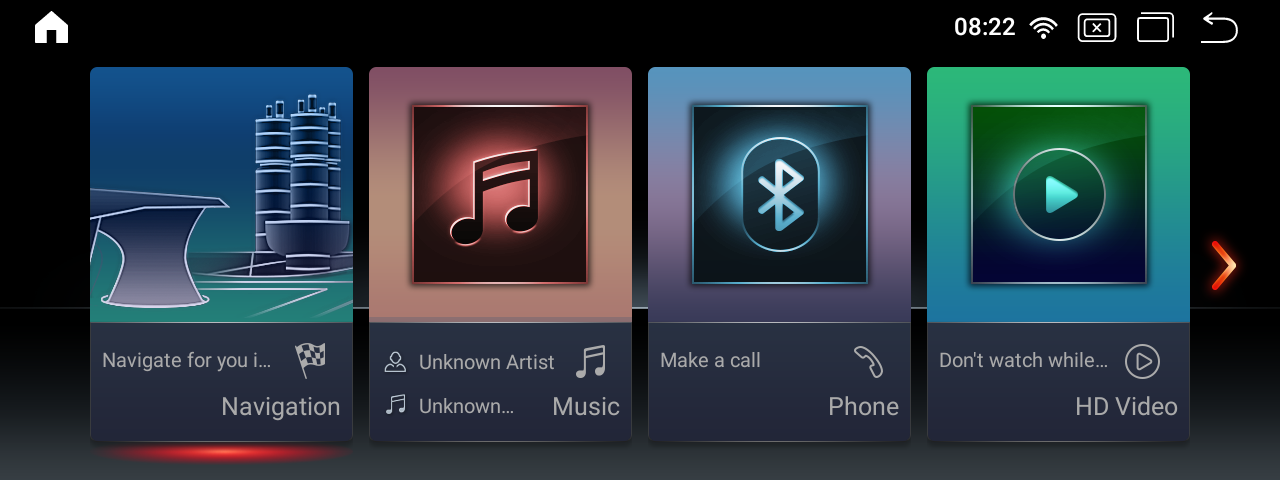 08:22
Navigate for you i...
Navigation
Unknown Artist
Unknown...
Music
Make a call
Phone
Don't watch while...
HD Video